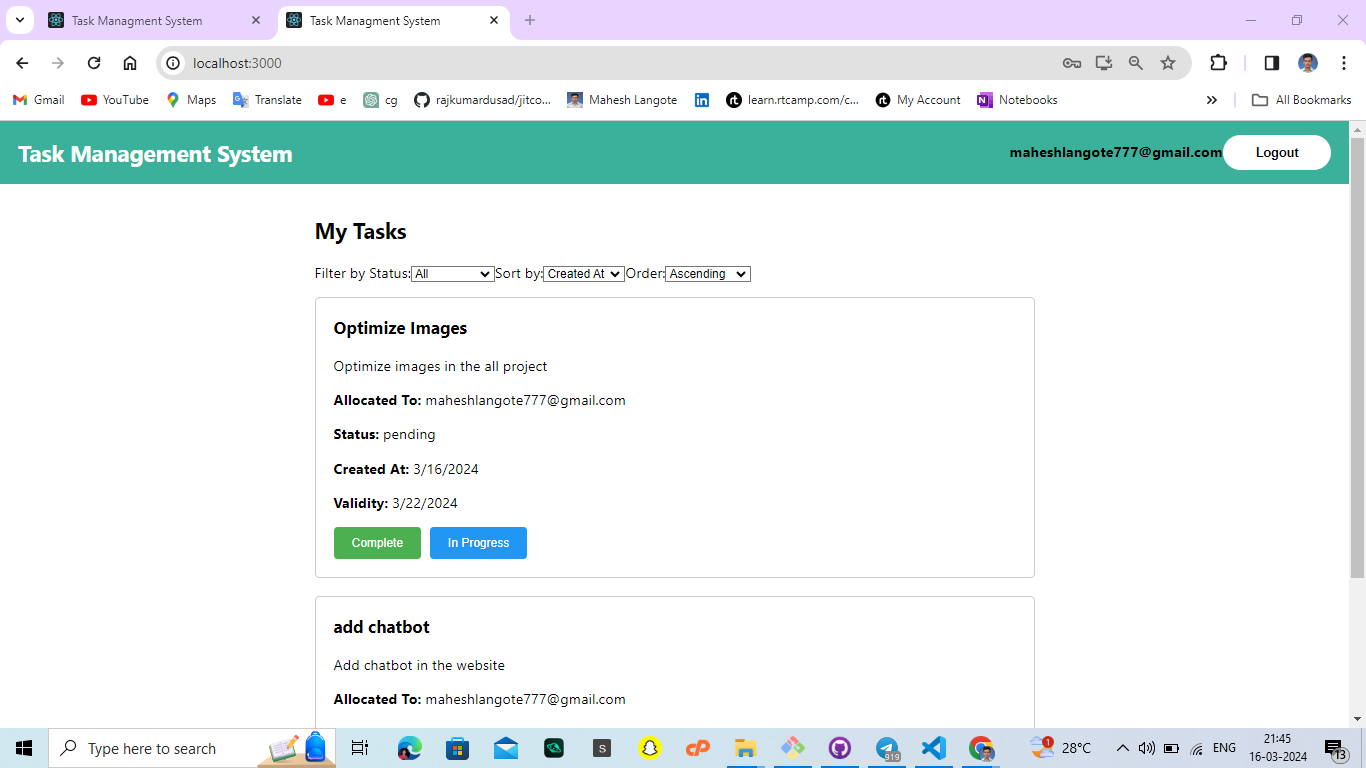 Task Managment System
Task Managment System
localhost:3000
Gmail
YouTube
Maps
Translate
e
cg
rajkumardusad/jitco...
Mahesh Langote
learn.rtcamp.com/c...
My Account
Notebooks
All Bookmarks
Task Management System
maheshlangote777@gmail.com
Logout
My Tasks
Filter by Status: All Sort by: Created At Order: Ascending
Optimize Images
Optimize images in the all project
Allocated To: maheshlangote777@gmail.com
Status: pending
Created At: 3/16/2024
Validity: 3/22/2024
Complete
In Progress
add chatbot
Add chatbot in the website
Allocated To: maheshlangote777@gmail.com
Type here to search
S
319
1
28°C
ENG
21:45
16-03-2024
13